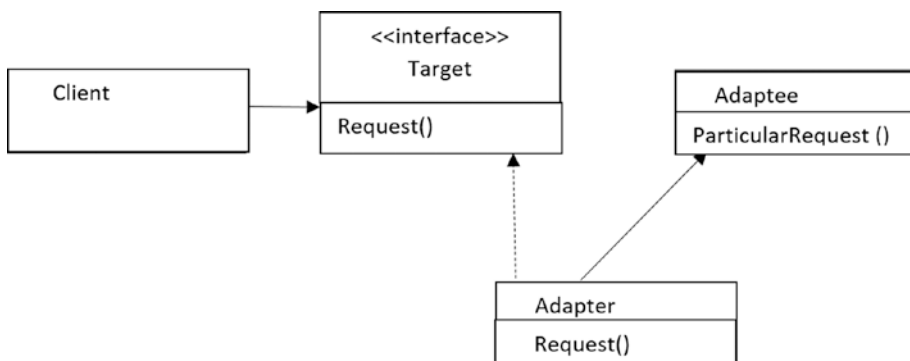 Client
<<interface>>
Target
Request()
Adaptee
ParticularRequest ()
Adapter
Request()